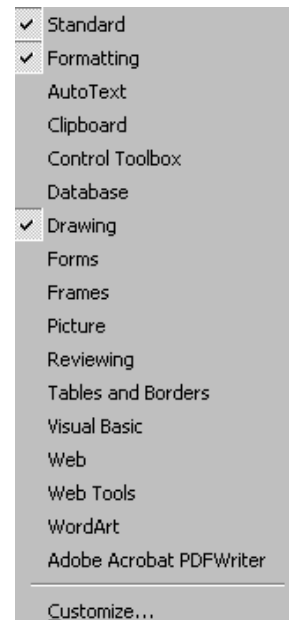 Standard
Formatting
AutoText
Clipboard
Control Toolbox
Database
Drawing
Forms
Frames
Picture
Reviewing
Tables and Borders
Visual Basic
Web
Web Tools
WordArt
Adobe Acrobat PDFWriter
Customize...